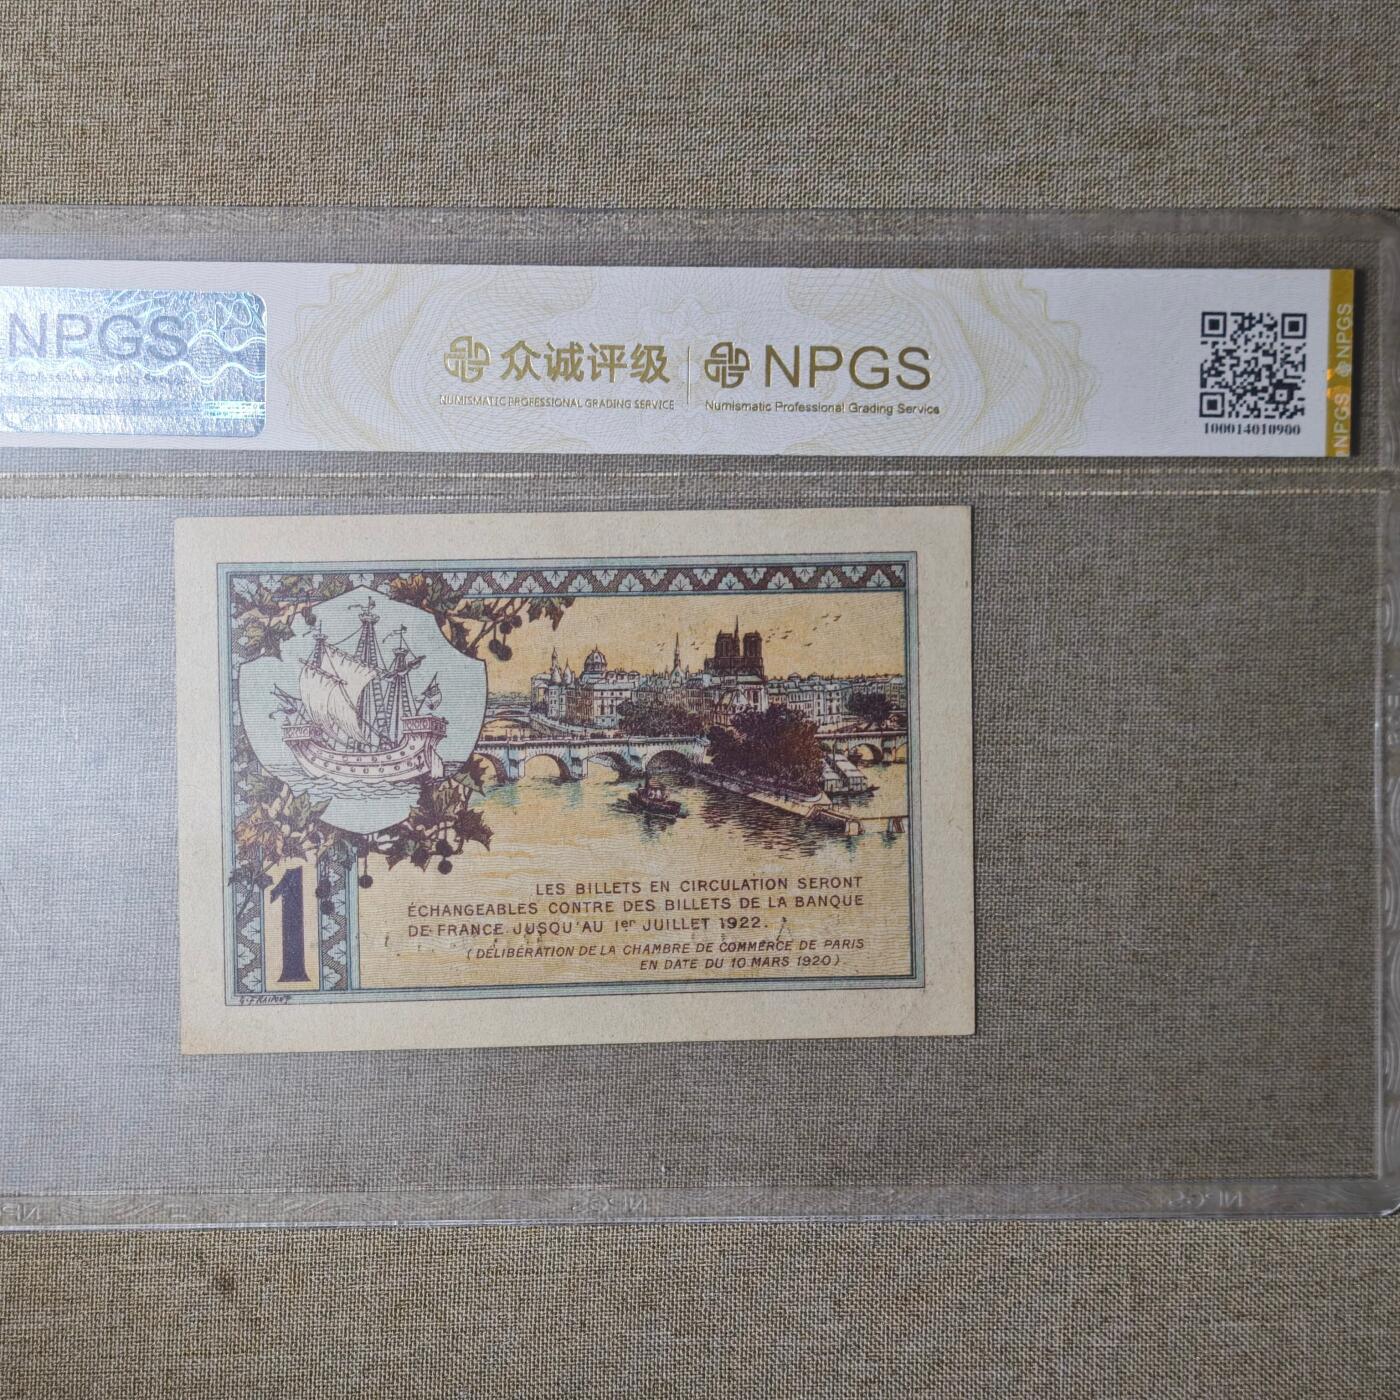 NPGS
众诚评级
NUMISMATIC PROFESSIONAL GRADING SERVICE
NPGS
Numismatic Professional Grading Service
100014010900
NPGS
NPGS
LES BILLETS EN CIRCULATION SERONT
ÉCHANGEABLES CONTRE DES BILLETS DE LA BANQUE
DE FRANCE JUSQU'AU 1er JUILLET 1922.
(DÉLIBÉRATION DE LA CHAMBRE DE COMMERCE DE PARIS
EN DATE DU 10 MARS 1920)
1
G. FRAIPONT